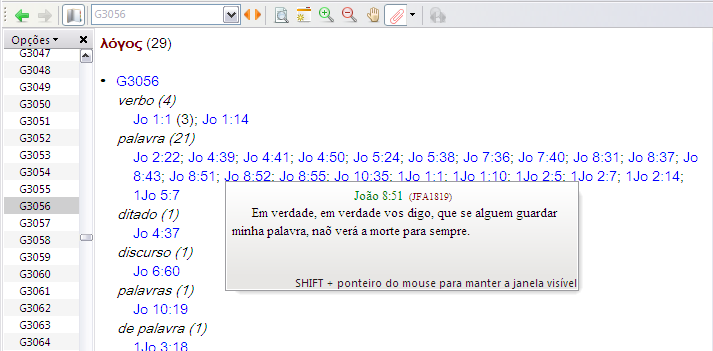 G3056
Opções
λόγος (29)
G3047
G3048
G3049
G3050
G3051
G3052
G3053
G3054
G3055
G3056
G3057
G3058
G3059
G3060
G3061
G3062
G3063
G3064
• G3056
verbo (4)
Jo 1:1 (3); Jo 1:14
palavra (21)
Jo 2:22; Jo 4:39; Jo 4:41; Jo 4:50; Jo 5:24; Jo 5:38; Jo 7:36; Jo 7:40; Jo 8:31; Jo 8:37; Jo
8:43; Jo 8:51; Jo 8:52; Jo 8:55; Jo 10:35; 1Jo 1:1; 1Jo 1:10; 1Jo 2:5; 1Jo 2:7; 1Jo 2:14;
1Jo 5:7
João 8:51 (JFA1819)
Em verdade, em verdade vos digo, que se alguem guardar
minha palavra, naõ verá a morte para sempre.
SHIFT + ponteiro do mouse para manter a janela visível
ditado (1)
Jo 4:37
discurso (1)
Jo 6:60
palavras (1)
Jo 10:19
de palavra (1)
1Jo 3:18